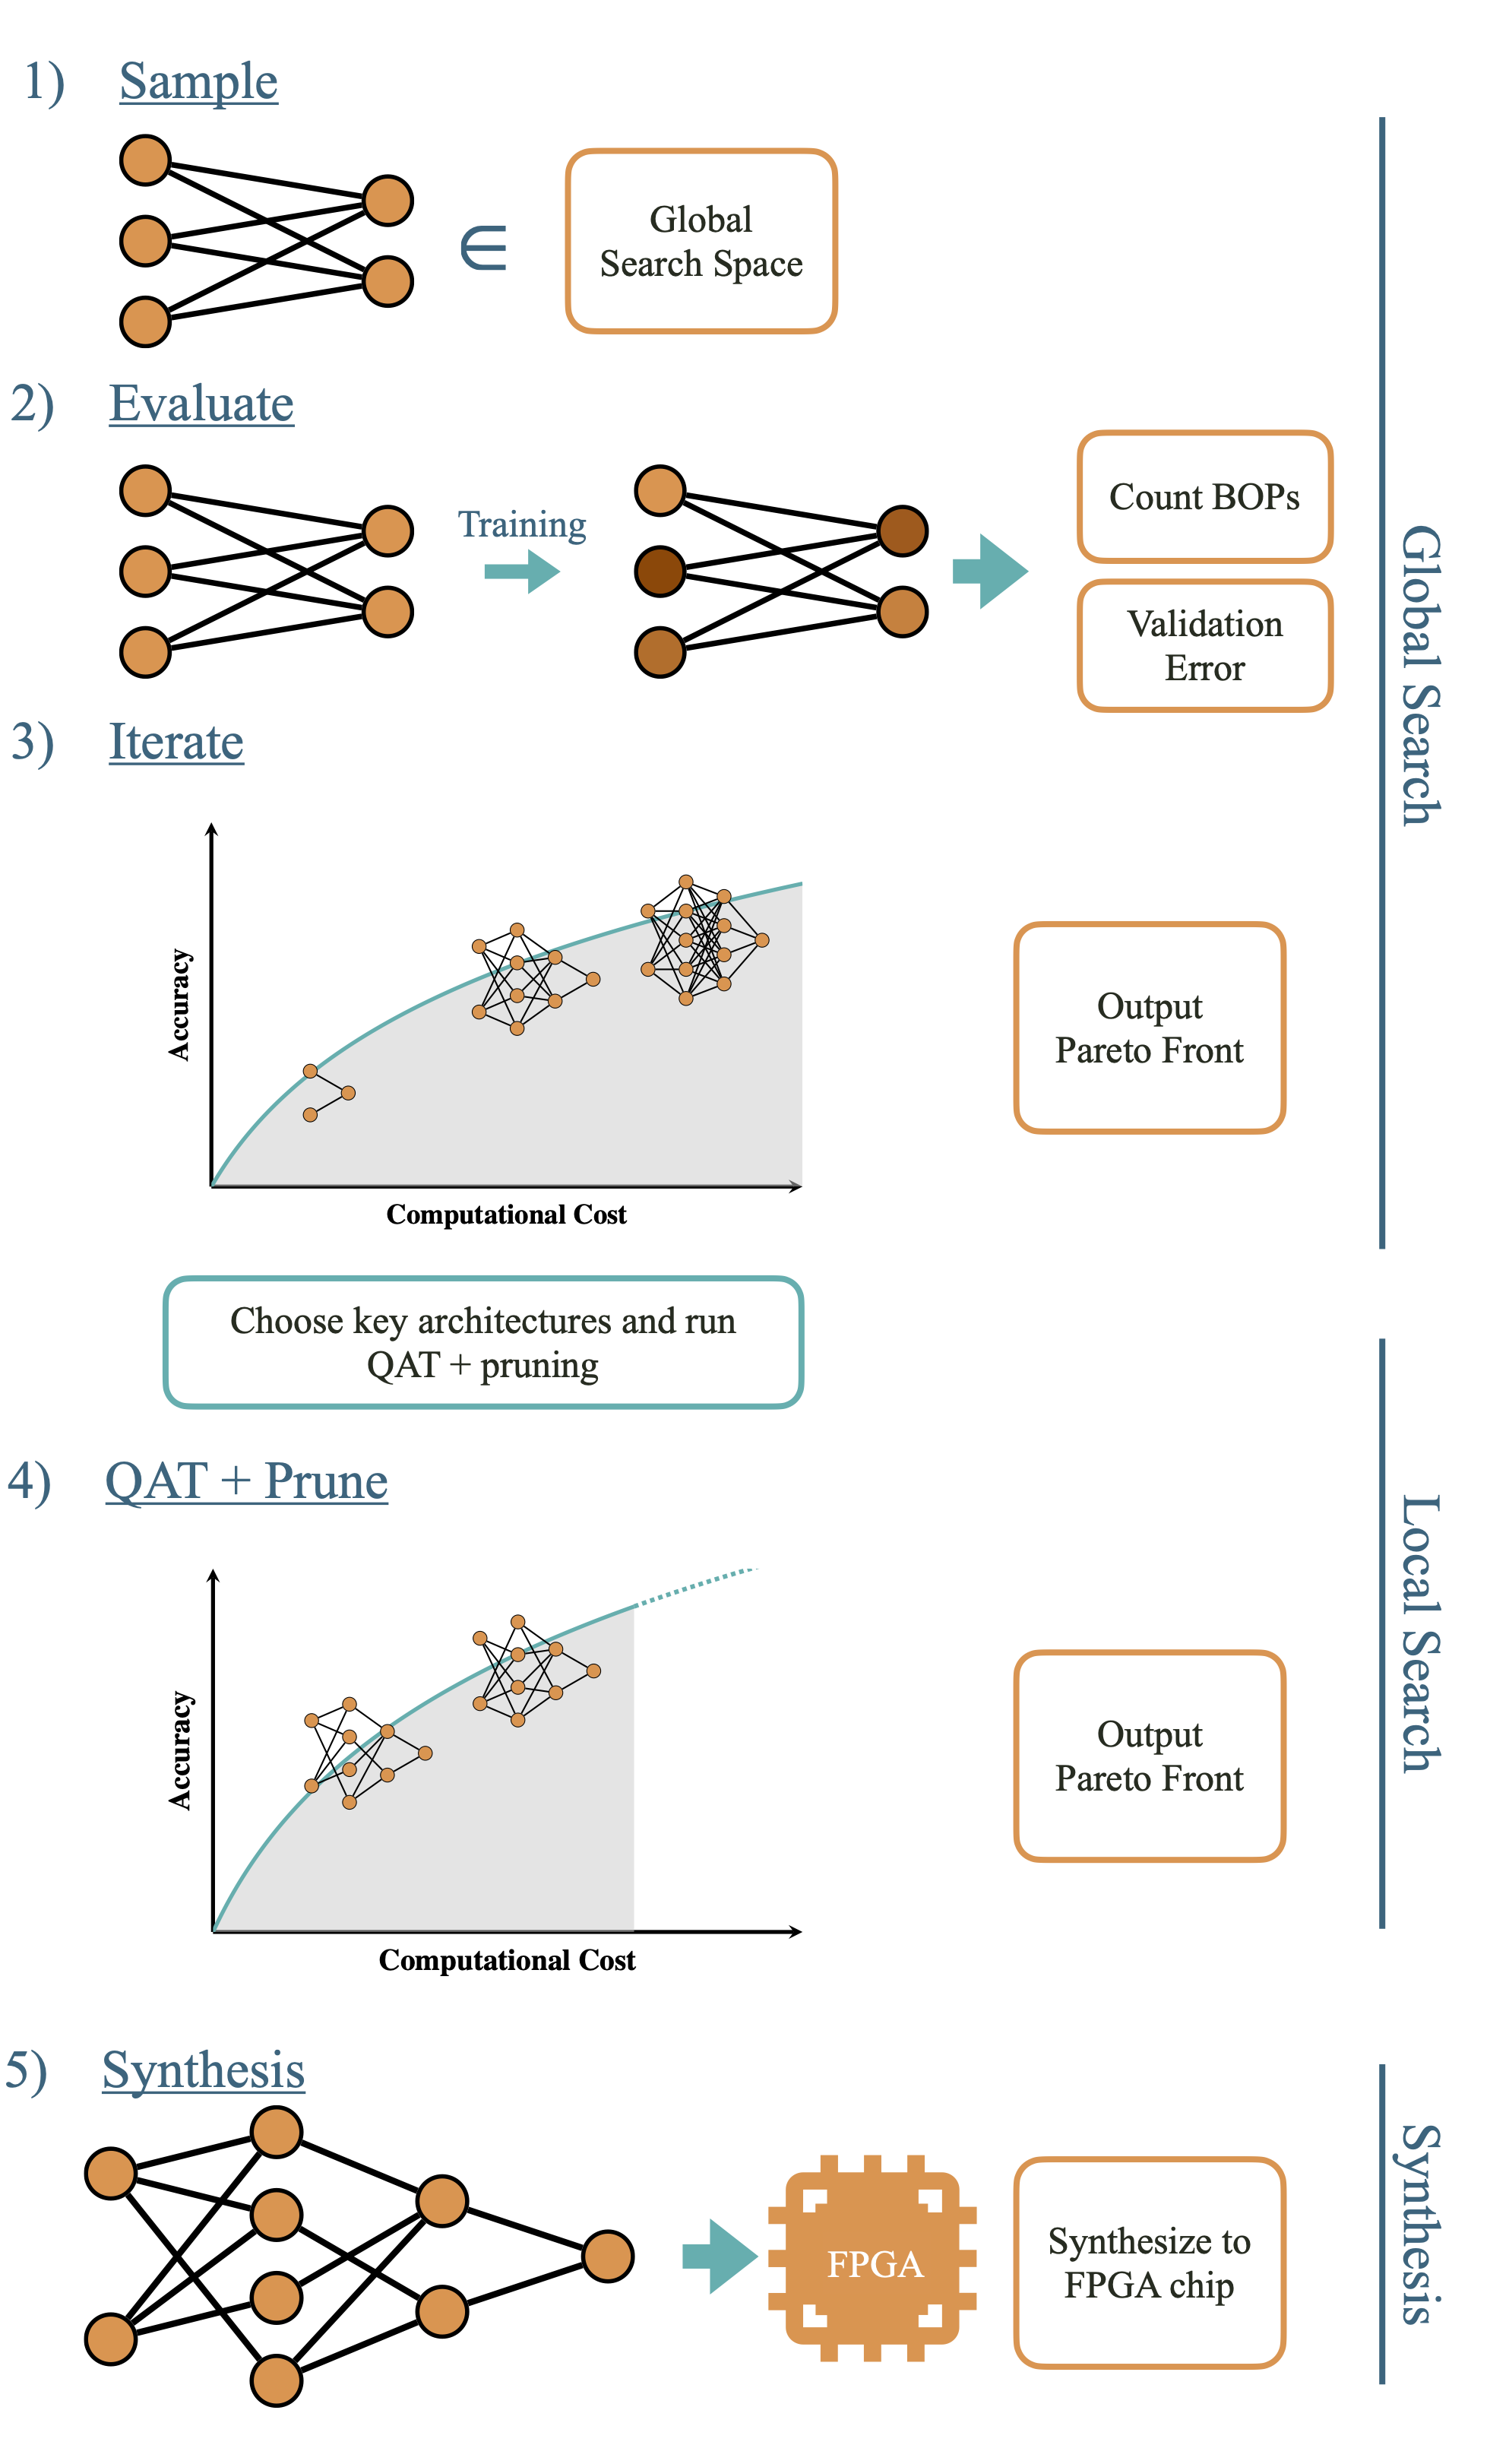 1) Sample
∈
Global
Search Space
2) Evaluate
Training
Count BOPs
Validation
Error
3) Iterate
Accuracy
Computational Cost
Output
Pareto Front
Global Search
Choose key architectures and run
QAT + pruning
4) QAT + Prune
Accuracy
Computational Cost
Output
Pareto Front
Local Search
5) Synthesis
FPGA
Synthesize to
FPGA chip
Synthesis